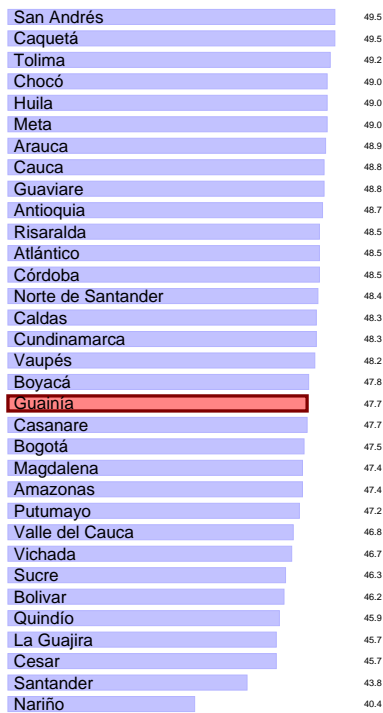 San Andrés 49.5
Caquetá 49.5
Tolima 49.2
Chocó 49.0
Huila 49.0
Meta 49.0
Arauca 48.9
Cauca 48.8
Guaviare 48.8
Antioquia 48.7
Risaralda 48.5
Atlántico 48.5
Córdoba 48.5
Norte de Santander 48.4
Caldas 48.3
Cundinamarca 48.3
Vaupés 48.2
Boyacá 47.8
Guainía 47.7
Casanare 47.7
Bogotá 47.5
Magdalena 47.4
Amazonas 47.4
Putumayo 47.2
Valle del Cauca 46.8
Vichada 46.7
Sucre 46.3
Bolivar 46.2
Quindío 45.9
La Guajira 45.7
Cesar 45.7
Santander 43.8
Nariño 40.4